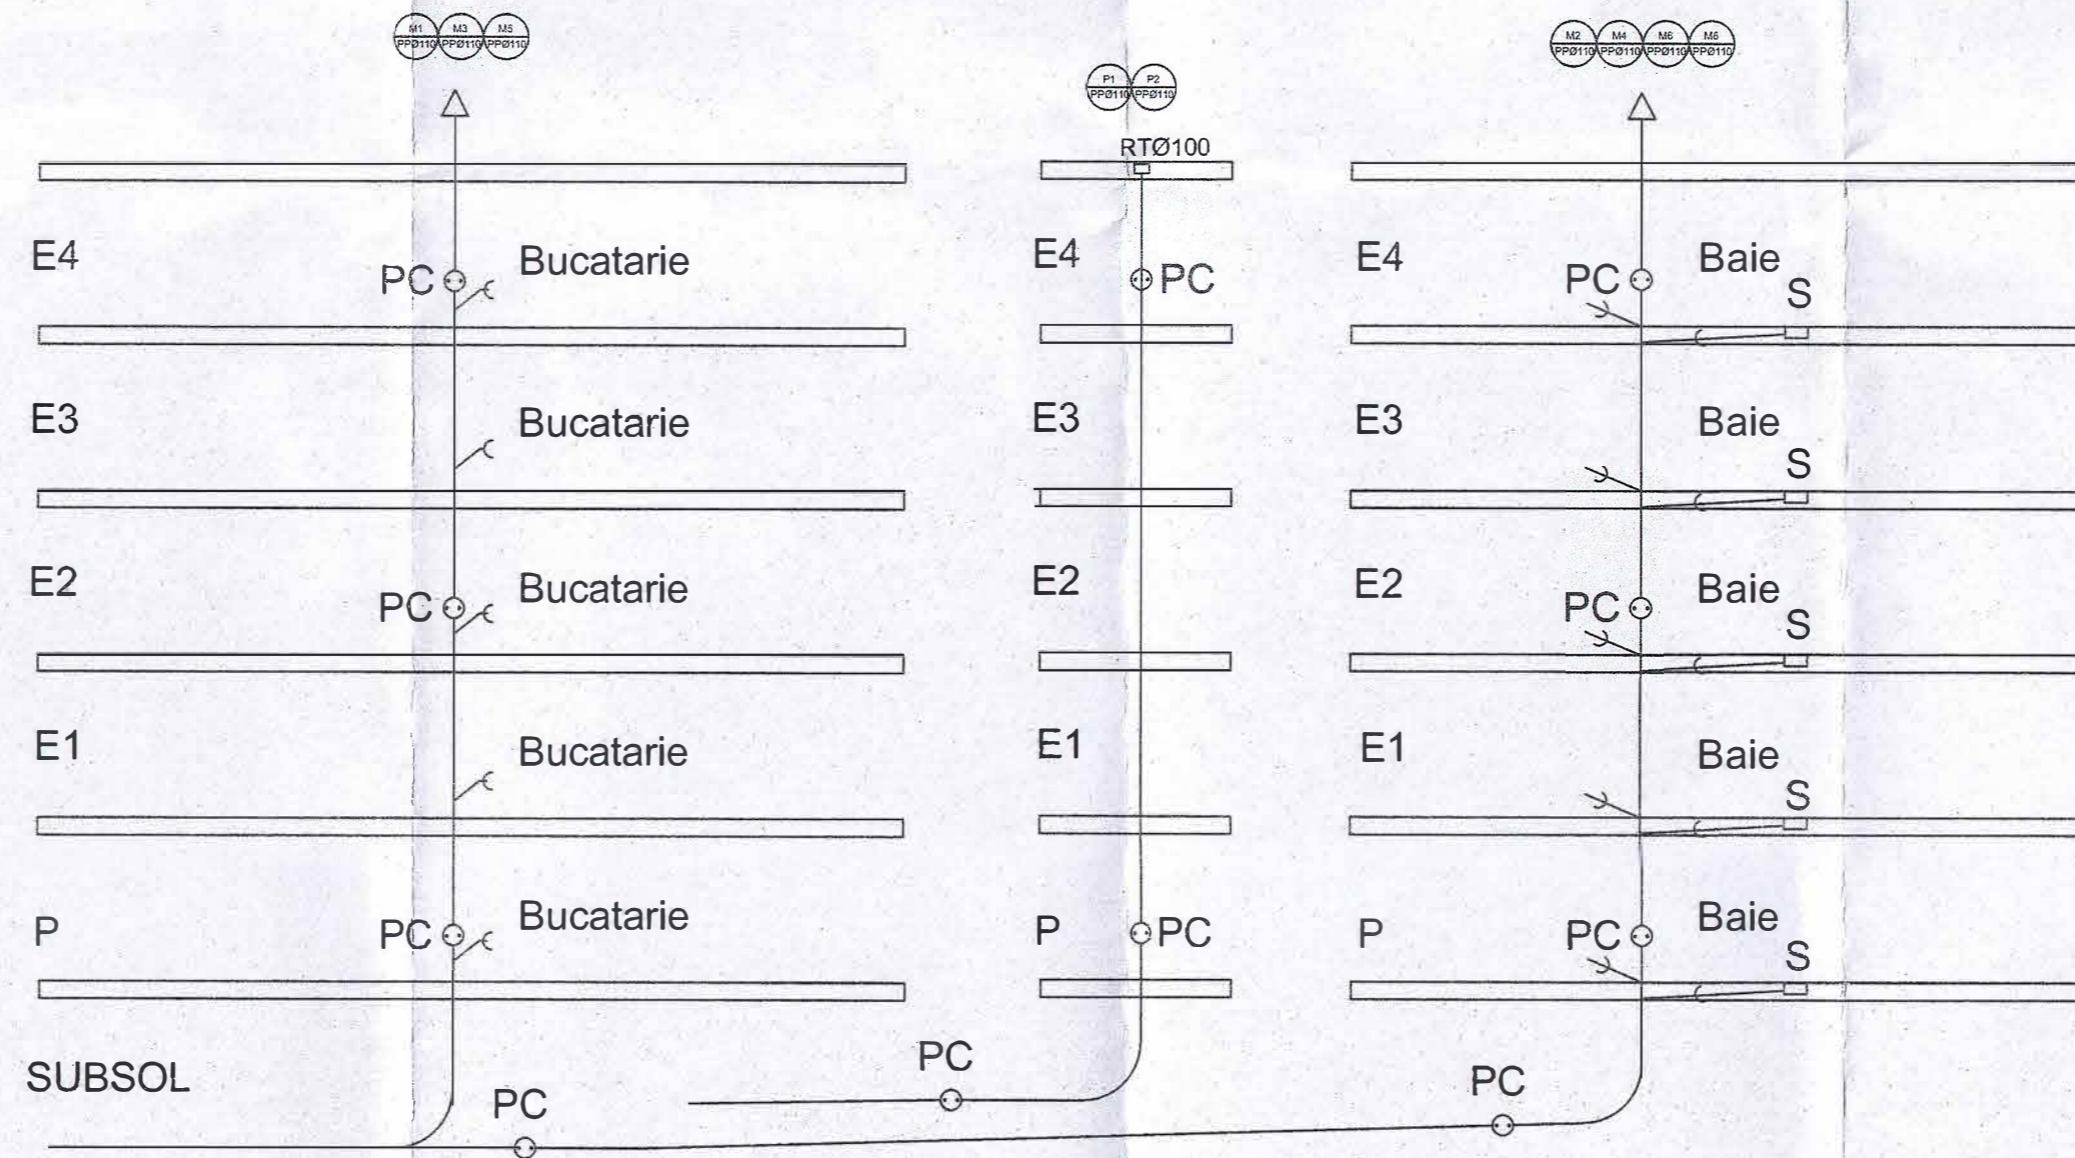 M1 M3 M5
PPØ110 PPØ110 PPØ110
M2 M4 M6 M6
PPØ110 PPØ110 PPØ110 PPØ110
P1 P2
PPØ110 PPØ110
RTØ100
E4 PC Bucatarie
E4 PC
E4 PC Baie
S
E3 Bucatarie
E3
E3 Baie
S
E2 PC Bucatarie
E2
E2 PC Baie
S
E1 Bucatarie
E1
E1 Baie
S
P PC Bucatarie
P PC
P PC Baie
S
SUBSOL
PC
PC
PC